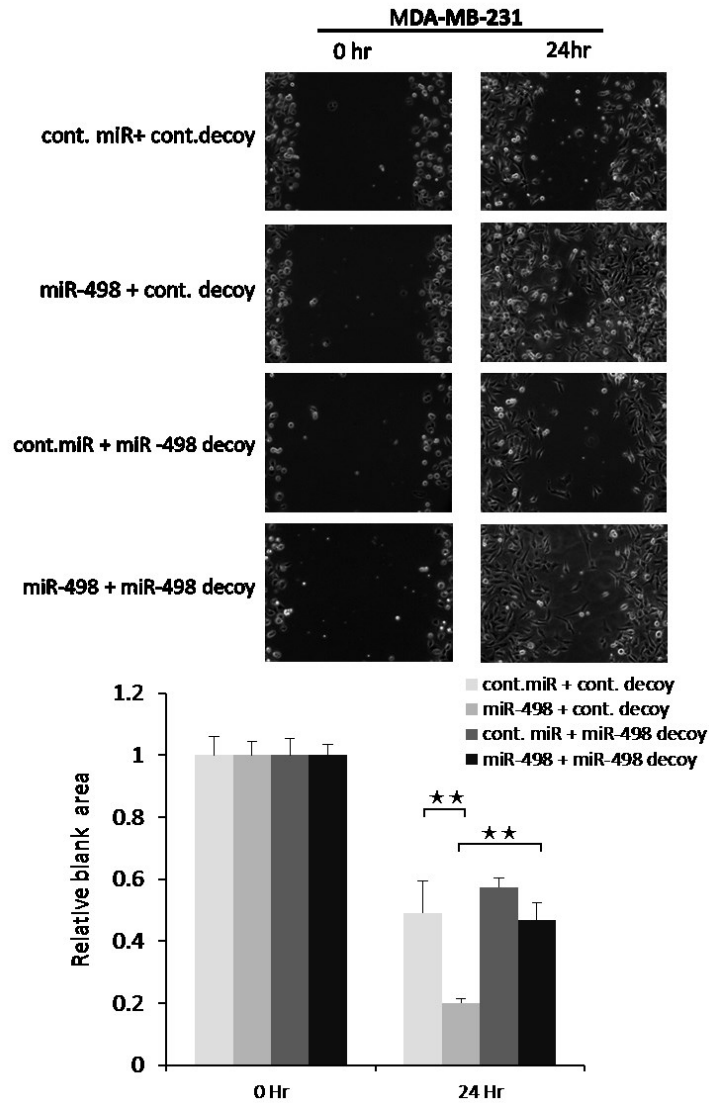 MDA-MB-231
0 hr 24hr
cont. miR+ cont.decoy
miR-498 + cont. decoy
cont.miR + miR -498 decoy
miR-498 + miR-498 decoy
cont.miR + cont. decoy
miR-498 + cont. decoy
cont. miR + miR-498 decoy
miR-498 + miR-498 decoy
Relative blank area
1.2
1
0.8
0.6
0.4
0.2
0
★★
★★
0 Hr 24 Hr